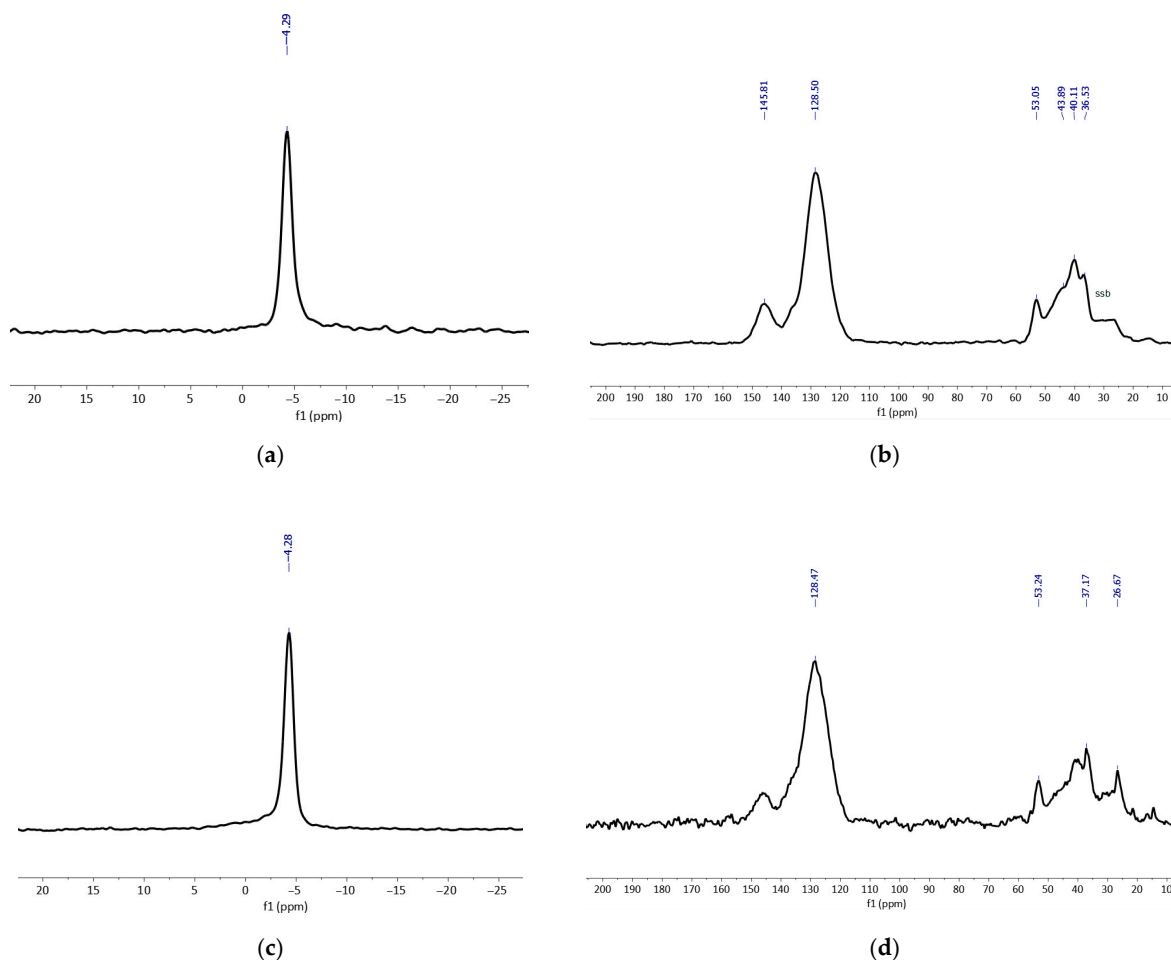 −4.29
20 15 10 5 0 −5 −10 −15 −20 −25
f1 (ppm)
(a)
145.81 128.50 53.05 43.89 40.11 36.53
ssb
200 190 180 170 160 150 140 130 120 110 100 90 80 70 60 50 40 30 20 10
f1 (ppm)
(b)
−4.28
20 15 10 5 0 −5 −10 −15 −20 −25
f1 (ppm)
(c)
128.47 53.24 37.17 26.67
200 190 180 170 160 150 140 130 120 110 100 90 80 70 60 50 40 30 20 10
f1 (ppm)
(d)